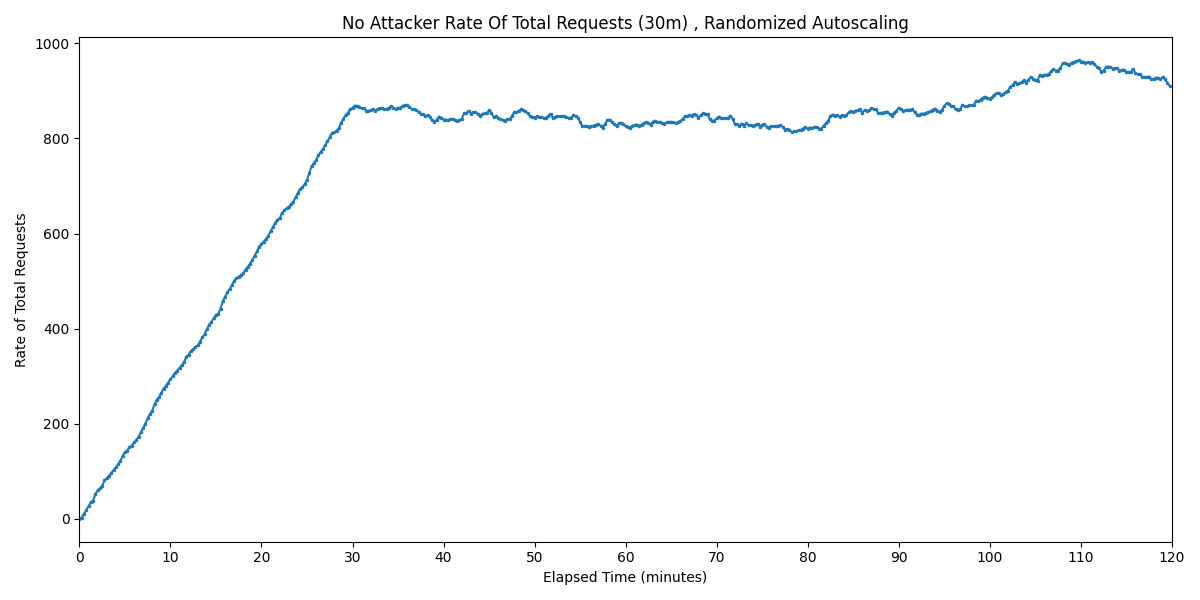 No Attacker Rate Of Total Requests (30m) , Randomized Autoscaling
1000
800
600
400
200
0
Rate of Total Requests
0 10 20 30 40 50 60 70 80 90 100 110 120
Elapsed Time (minutes)